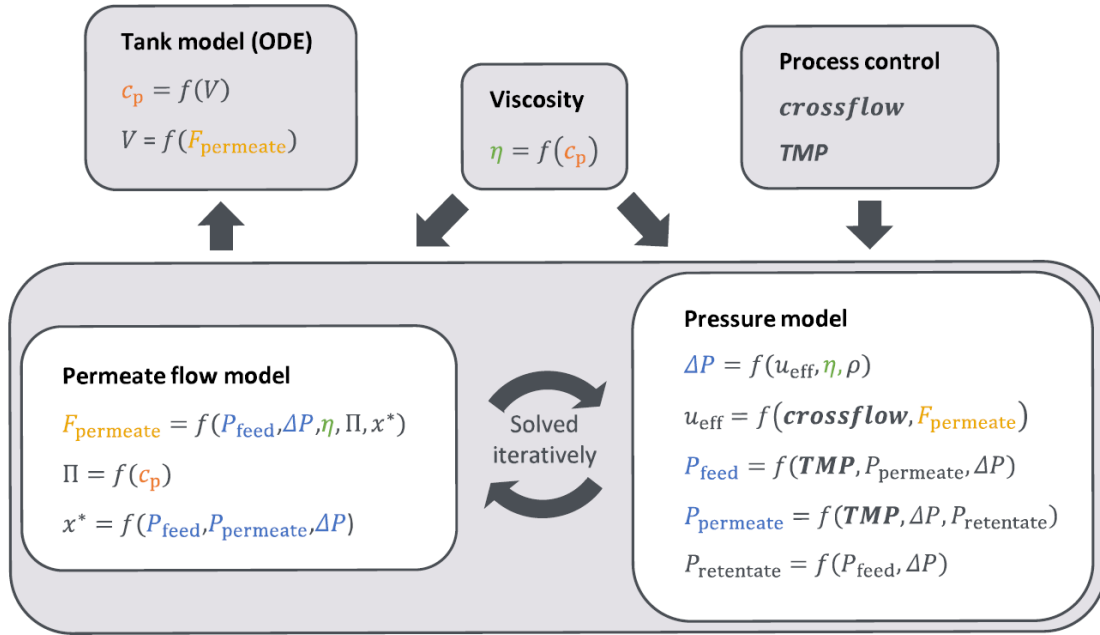 Tank model (ODE)
c_p = f(V)
V = f(F_permeate)
Viscosity
η = f(c_p)
Process control
crossflow
TMP
Permeate flow model
F_permeate = f(P_feed,ΔP,η,Π,x*)
Π = f(c_p)
x* = f(P_feed,P_permeate,ΔP)
Solved
iteratively
Pressure model
ΔP = f(u_eff,η,ρ)
u_eff = f(crossflow,F_permeate)
P_feed = f(TMP,P_permeate,ΔP)
P_permeate = f(TMP,ΔP,P_retentate)
P_retentate = f(P_feed,ΔP)